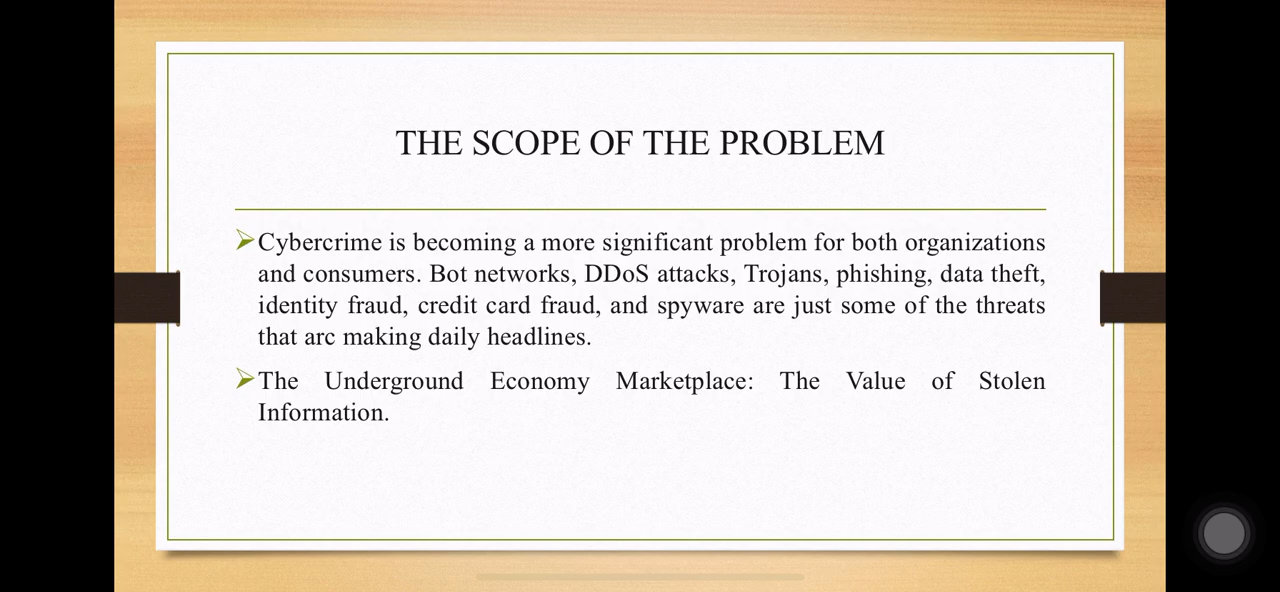 THE SCOPE OF THE PROBLEM
Cybercrime is becoming a more significant problem for both organizations
and consumers. Bot networks, DDoS attacks, Trojans, phishing, data theft,
identity fraud, credit card fraud, and spyware are just some of the threats
that arc making daily headlines.
The Underground Economy Marketplace: The Value of Stolen
Information.